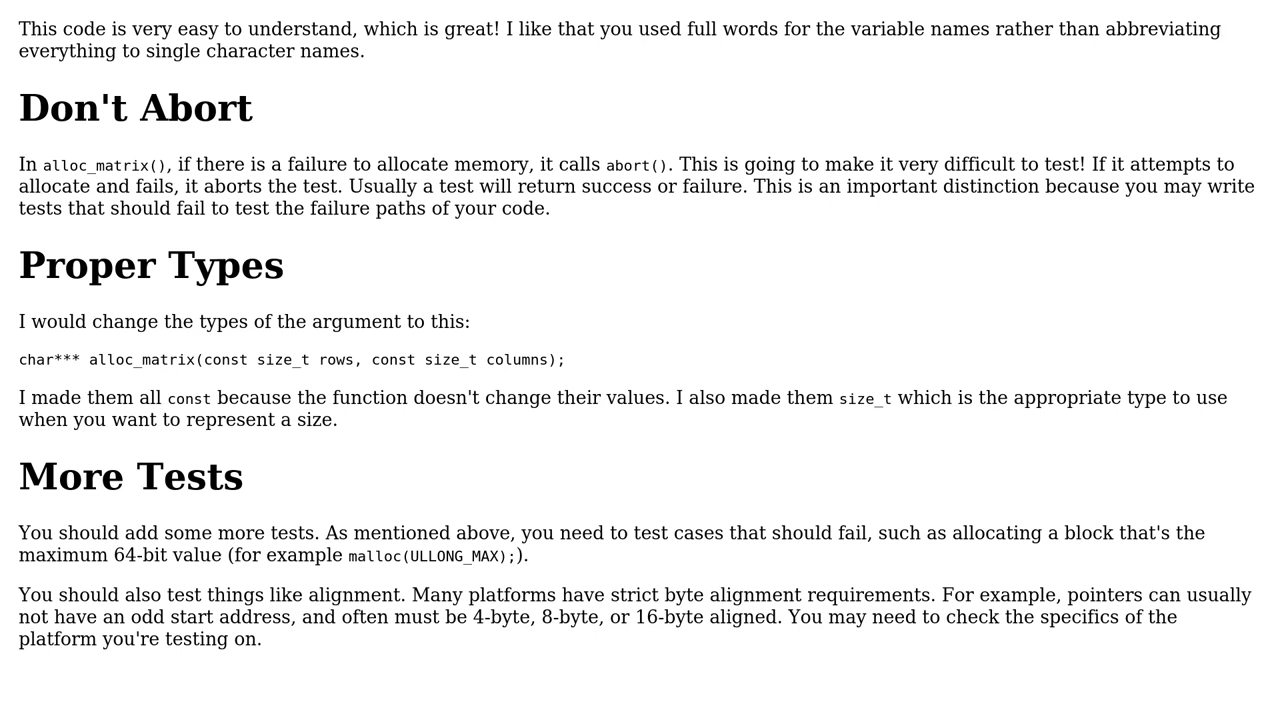 This code is very easy to understand, which is great! I like that you used full words for the variable names rather than abbreviating
everything to single character names.
Don't Abort
In alloc_matrix(), if there is a failure to allocate memory, it calls abort(). This is going to make it very difficult to test! If it attempts to
allocate and fails, it aborts the test. Usually a test will return success or failure. This is an important distinction because you may write
tests that should fail to test the failure paths of your code.
Proper Types
I would change the types of the argument to this:
char*** alloc_matrix(const size_t rows, const size_t columns);
I made them all const because the function doesn't change their values. I also made them size_t which is the appropriate type to use
when you want to represent a size.
More Tests
You should add some more tests. As mentioned above, you need to test cases that should fail, such as allocating a block that's the
maximum 64-bit value (for example malloc(ULLONG_MAX);).
You should also test things like alignment. Many platforms have strict byte alignment requirements. For example, pointers can usually
not have an odd start address, and often must be 4-byte, 8-byte, or 16-byte aligned. You may need to check the specifics of the
platform you're testing on.